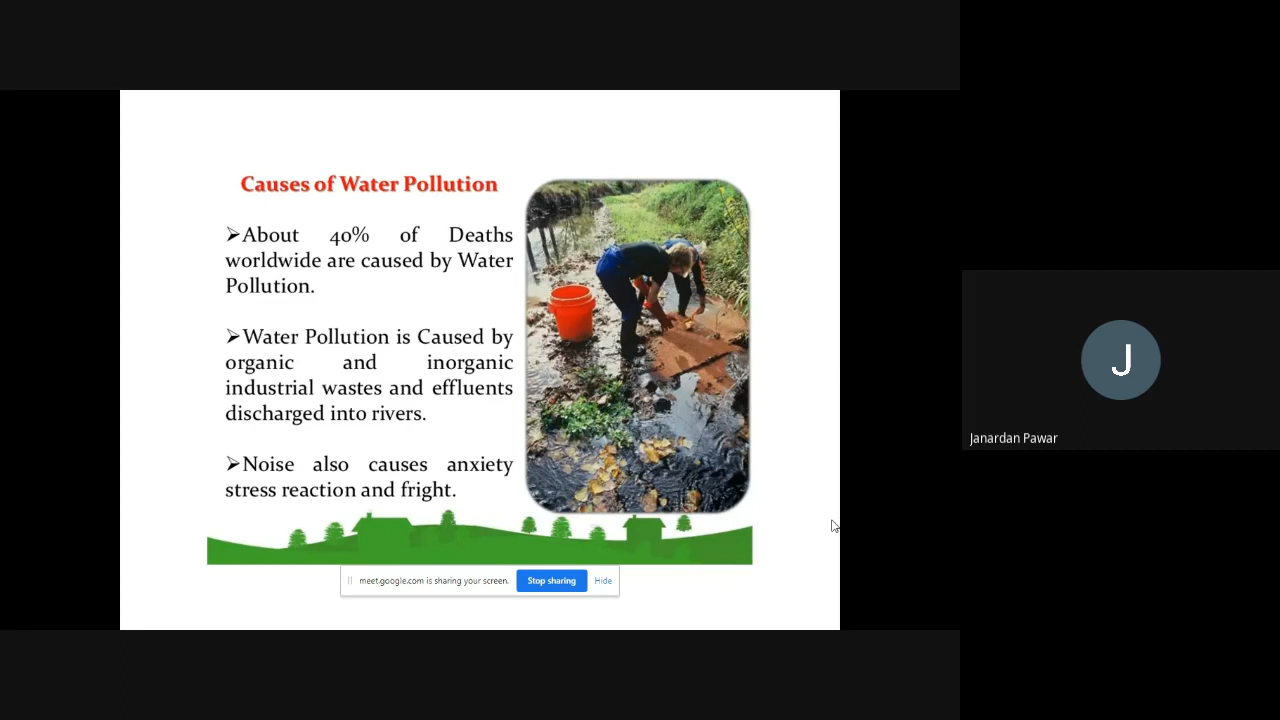 Causes of Water Pollution
➢About 40% of Deaths
worldwide are caused by Water
Pollution.
➢Water Pollution is Caused by
organic and inorganic
industrial wastes and effluents
discharged into rivers.
➢Noise also causes anxiety
stress reaction and fright.
meet.google.com is sharing your screen.
Stop sharing
Hide
J
Janardan Pawar